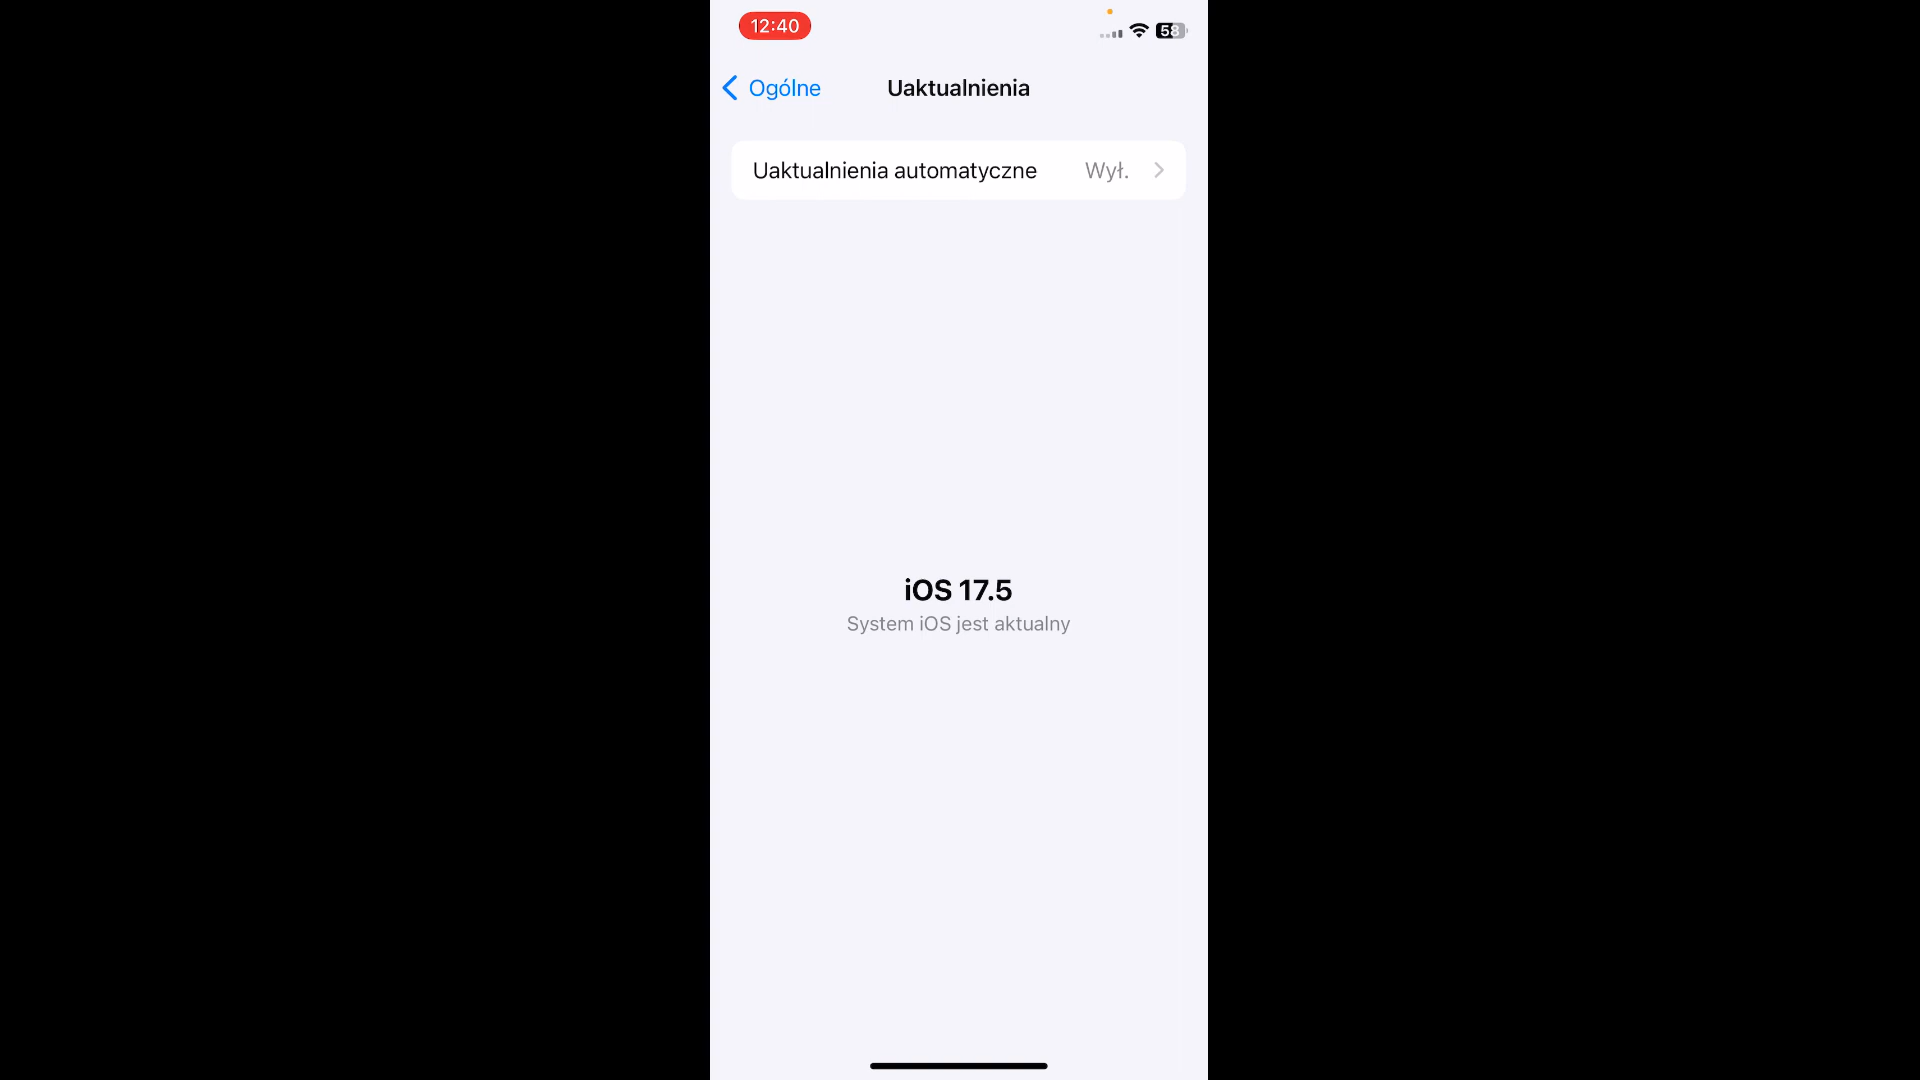 12:40
58
Ogólne
Uaktualnienia
Uaktualnienia automatyczne Wył.
iOS 17.5
System iOS jest aktualny